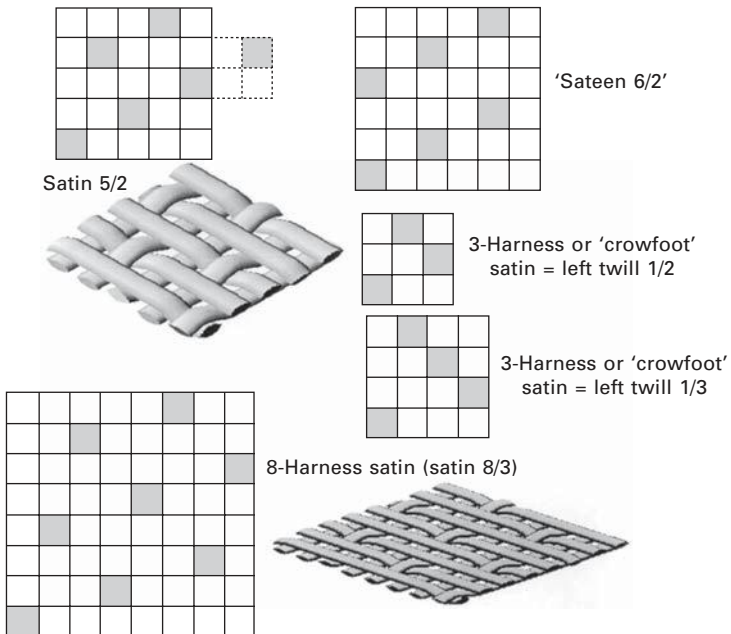 'Sateen 6/2'
Satin 5/2
3-Harness or 'crowfoot'
satin = left twill 1/2
3-Harness or 'crowfoot'
satin = left twill 1/3
8-Harness satin (satin 8/3)